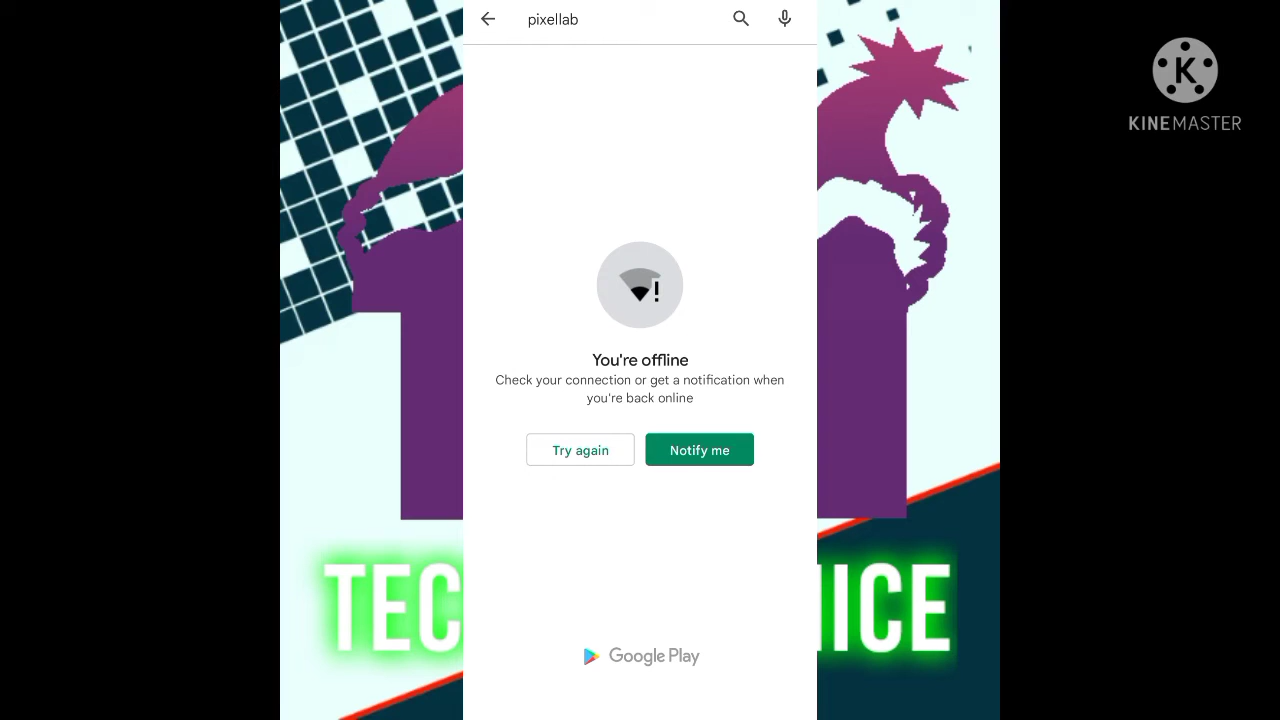 pixellab
KINEMASTER
You're offline
Check your connection or get a notification when
you're back online
Try again
Notify me
TEC
ICE
Google Play